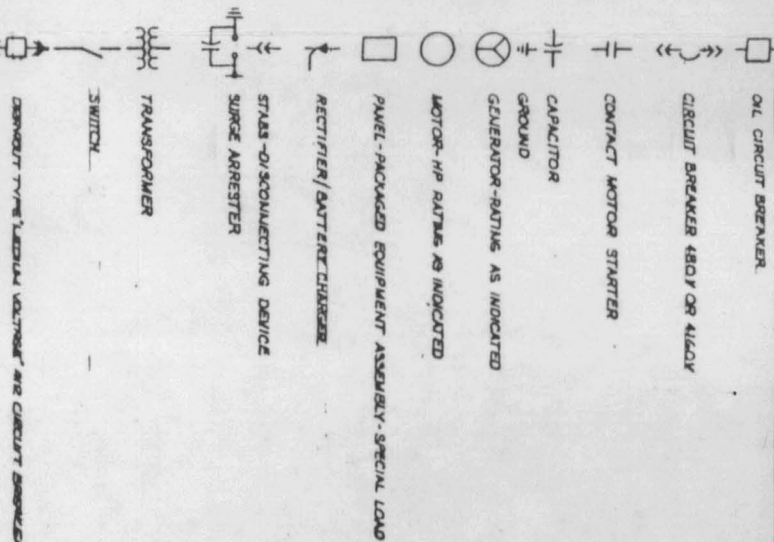 OIL CIRCUIT BREAKER
CIRCUIT BREAKER 480V OR 4160V
CONTACT MOTOR STARTER
CAPACITOR
GROUND
GENERATOR-RATING AS INDICATED
MOTOR-HP RATING AS INDICATED
PANEL-PACKAGED EQUIPMENT ASSEMBLY-SPECIAL LOAD
RECTIFIER/BATTERY CHARGER
STABS-DISCONNECTING DEVICE
SURGE ARRESTER
TRANSFORMER
SWITCH
DRAWOUT TYPE MEDIUM VOLTAGE AIR CIRCUIT BREAKER